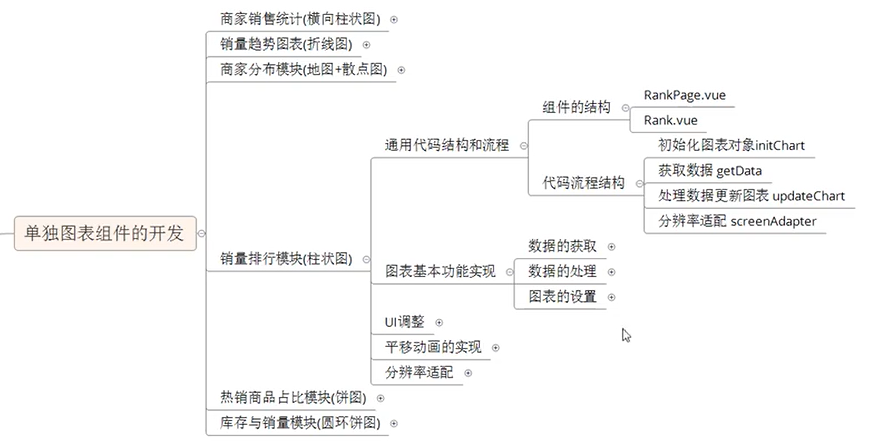 商家销售统计(横向柱状图)
销量趋势图表(折线图)
商家分布模块(地图+散点图)
组件的结构
RankPage.vue
Rank.vue
通用代码结构和流程
代码流程结构
初始化图表对象initChart
获取数据 getData
处理数据更新图表 updateChart
分辨率适配 screenAdapter
单独图表组件的开发
销量排行模块(柱状图)
图表基本功能实现
数据的获取
数据的处理
图表的设置
UI调整
平移动画的实现
分辨率适配
热销商品占比模块(饼图)
库存与销量模块(圆环饼图)